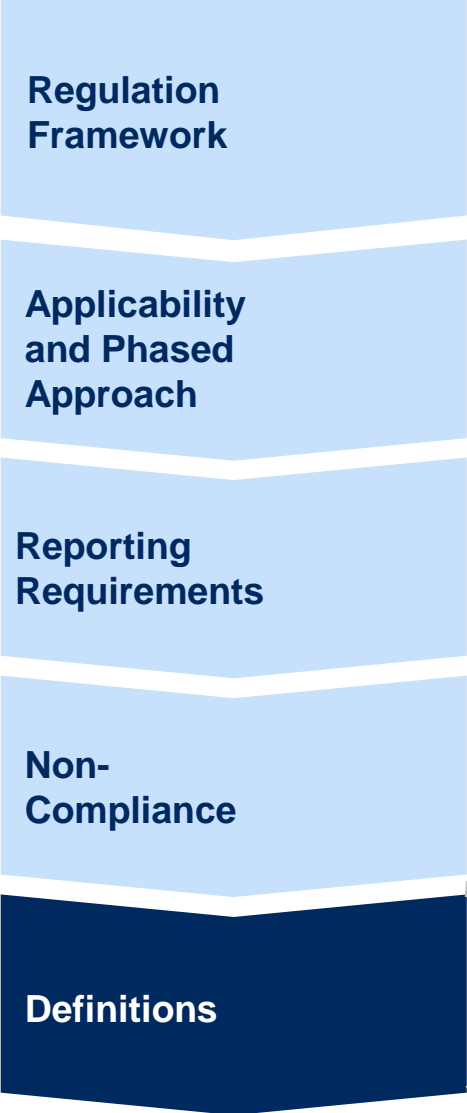 Regulation
Framework
Applicability
and Phased
Approach
Reporting
Requirements
Non-
Compliance
Definitions